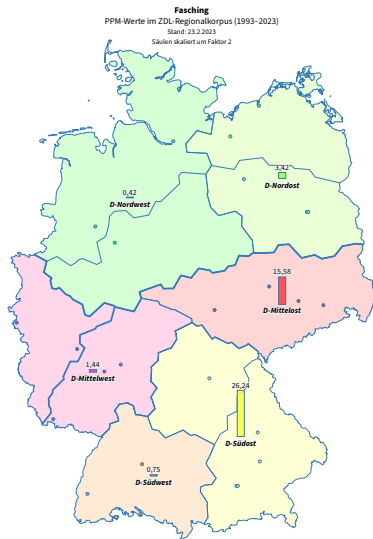 Fasching
PPM-Werte im ZDL-Regionalkorpus (1993–2023)
Stand: 23.2.2023
Säulen skaliert um Faktor 2
3,42
D-Nordost
0,42
D-Nordwest
15,58
D-Mittelost
1,44
D-Mittelwest
26,24
D-Südost
0,75
D-Südwest